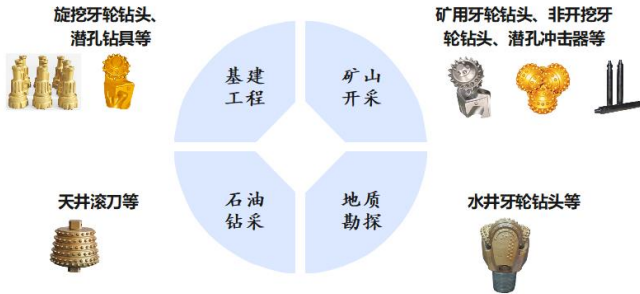 旋挖牙轮钻头、
潜孔钻具等
矿用牙轮钻头、非开挖牙
轮钻头、潜孔冲击器等
基建
工程
矿山
开采
天井滚刀等
石油
钻采
地质
勘探
水井牙轮钻头等